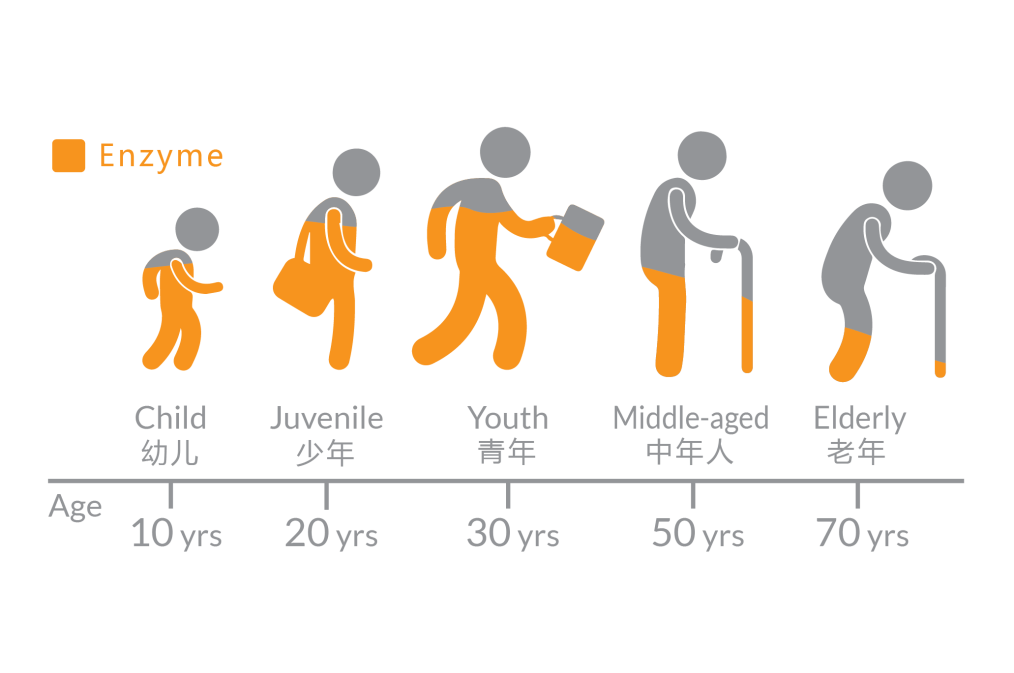 Enzyme
Child
幼儿
Juvenile
少年
Youth
青年
Middle-aged
中年人
Elderly
老年
Age
10 yrs
20 yrs
30 yrs
50 yrs
70 yrs